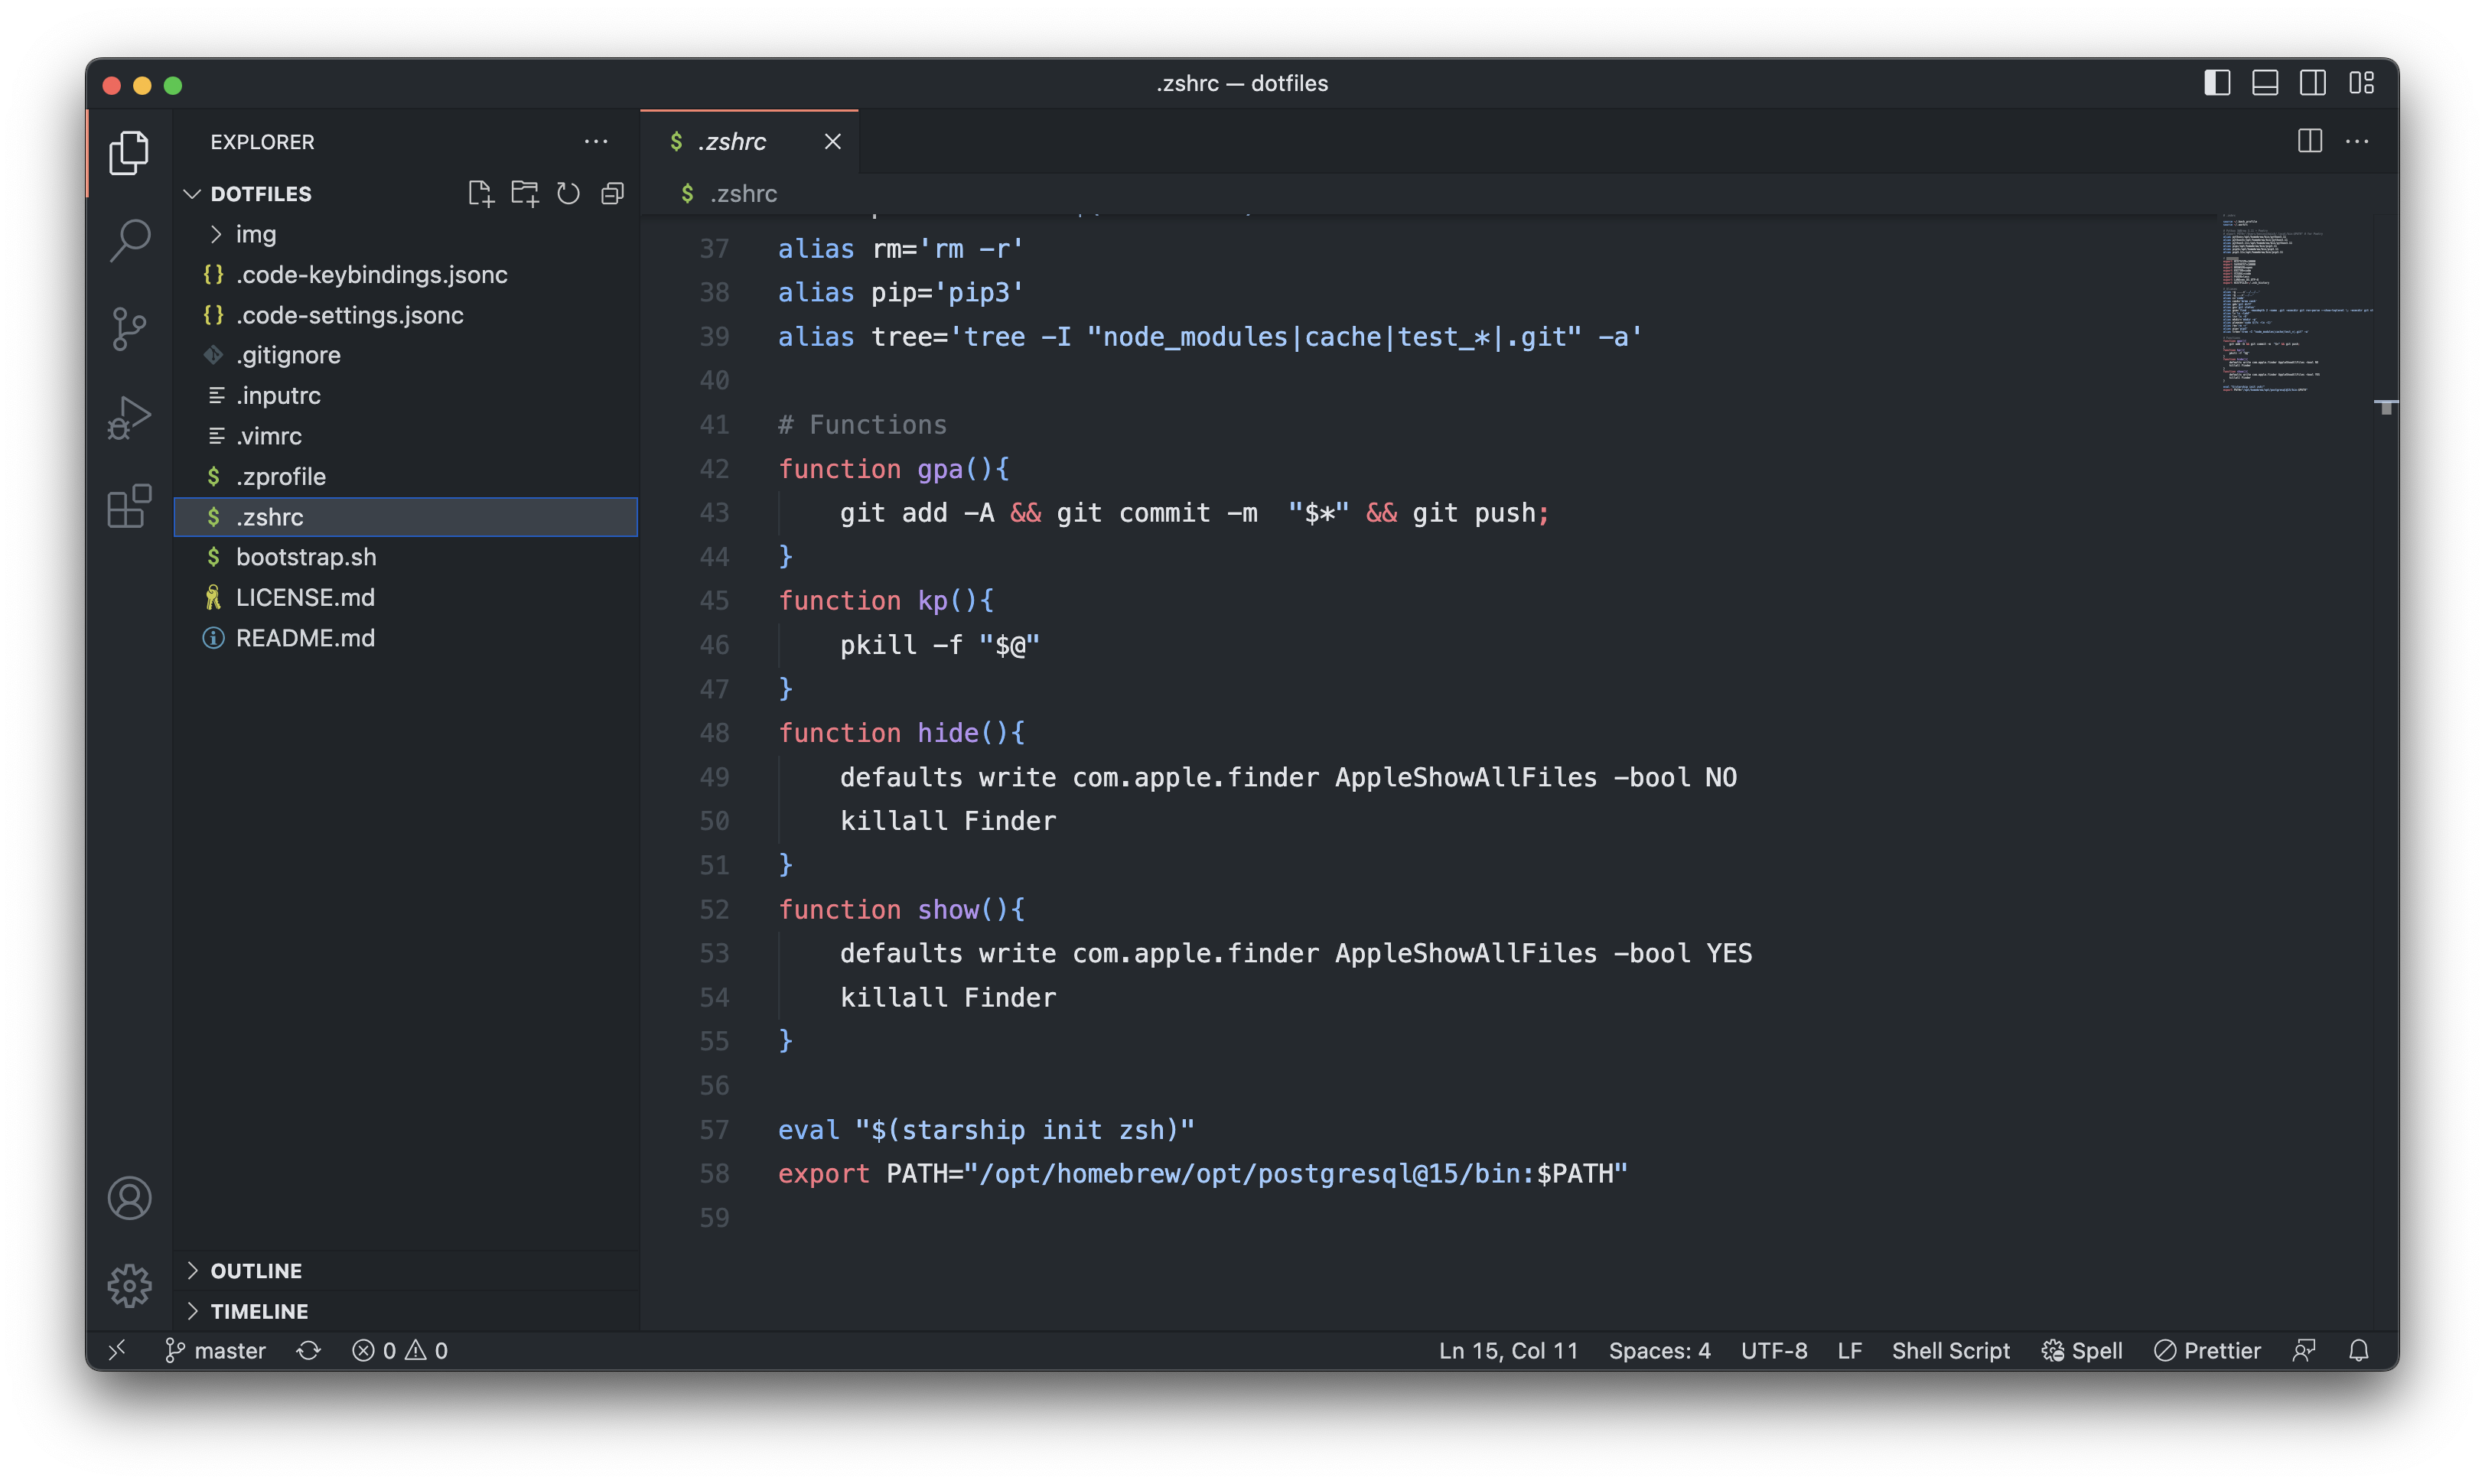 .zshrc — dotfiles
EXPLORER
DOTFILES
img
.code-keybindings.jsonc
.code-settings.jsonc
.gitignore
.inputrc
.vimrc
.zprofile
.zshrc
bootstrap.sh
LICENSE.md
README.md
OUTLINE
TIMELINE
$ .zshrc
$ .zshrc
37 alias rm='rm -r'
38 alias pip='pip3'
39 alias tree='tree -I "node_modules|cache|test_*|.git" -a'
40
41 # Functions
42 function gpa(){
43     git add -A && git commit -m  "$*" && git push;
44 }
45 function kp(){
46     pkill -f "$@"
47 }
48 function hide(){
49     defaults write com.apple.finder AppleShowAllFiles -bool NO
50     killall Finder
51 }
52 function show(){
53     defaults write com.apple.finder AppleShowAllFiles -bool YES
54     killall Finder
55 }
56
57 eval "$(starship init zsh)"
58 export PATH="/opt/homebrew/opt/postgresql@15/bin:$PATH"
59
master 0 0 Ln 15, Col 11 Spaces: 4 UTF-8 LF Shell Script Spell Prettier